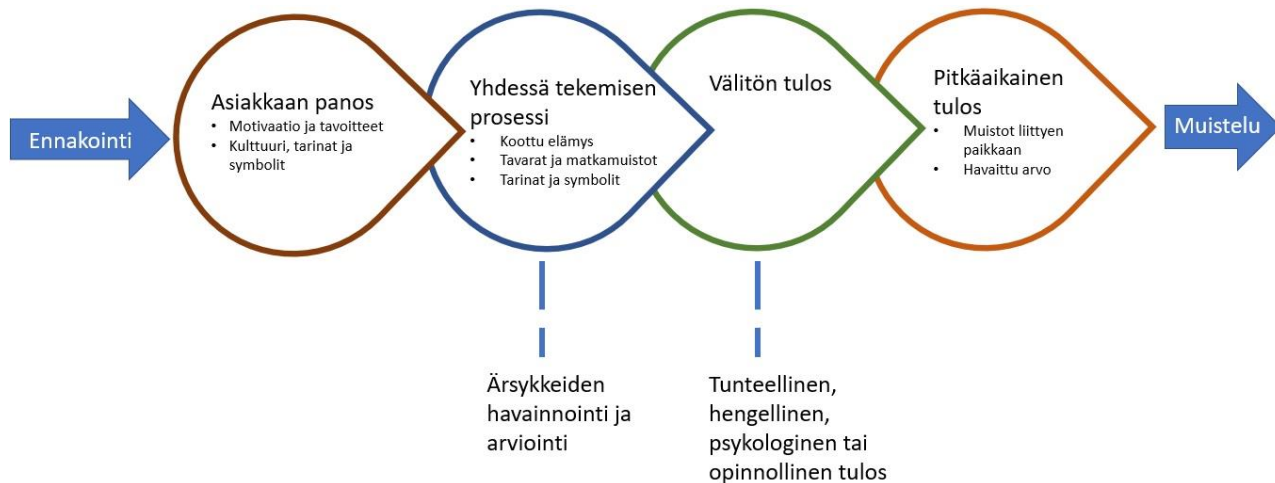 Ennakointi
Asiakkaan panos
• Motivaatio ja tavoitteet
• Kulttuuri, tarinat ja
symbolit
Yhdessä tekemisen
prosessi
• Koottu elämys
• Tavarat ja matkamuistot
• Tarinat ja symbolit
Välitön tulos
Pitkäaikainen
tulos
• Muistot liittyen
paikkaan
• Havaittu arvo
Muistelu
Ärsykkeiden
havainnointi ja
arviointi
Tunteellinen,
hengellinen,
psykologinen tai
opinnollinen tulos